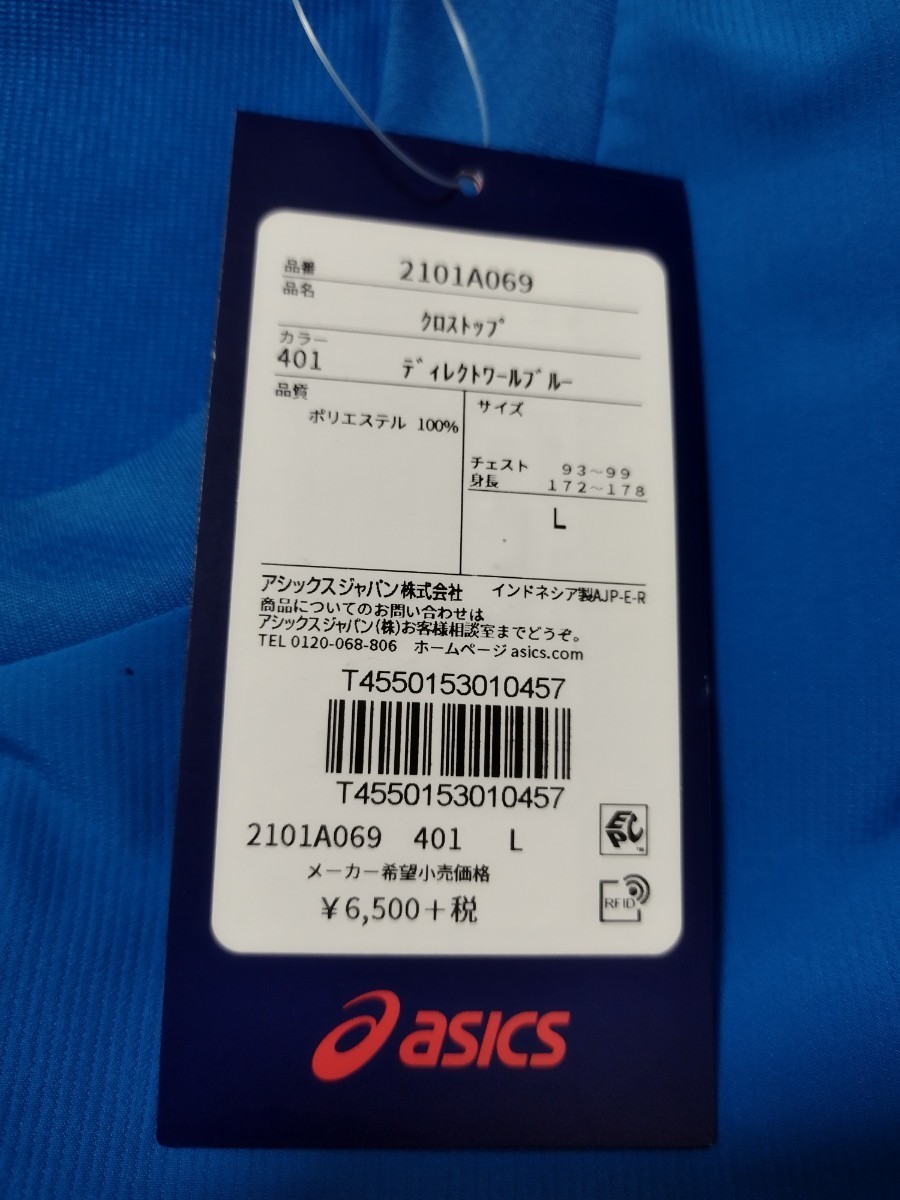 品番 2101A069
品名
ｸﾛｽﾄｯﾌﾟ
カラー
401 ﾃﾞｨﾚｸﾄﾜｰﾙﾌﾞﾙｰ
品質 サイズ
ポリエステル 100%
チェスト 93～99
身長 172～178
L
アシックスジャパン株式会社 インドネシア製AJP-E-R
商品についてのお問い合わせは
アシックスジャパン(株)お客様相談室までどうぞ。
TEL 0120-068-806 ホームページ asics.com
T4550153010457
T4550153010457
2101A069 401 L
EPC™
メーカー希望小売価格
￥6,500＋税
RFID
asics